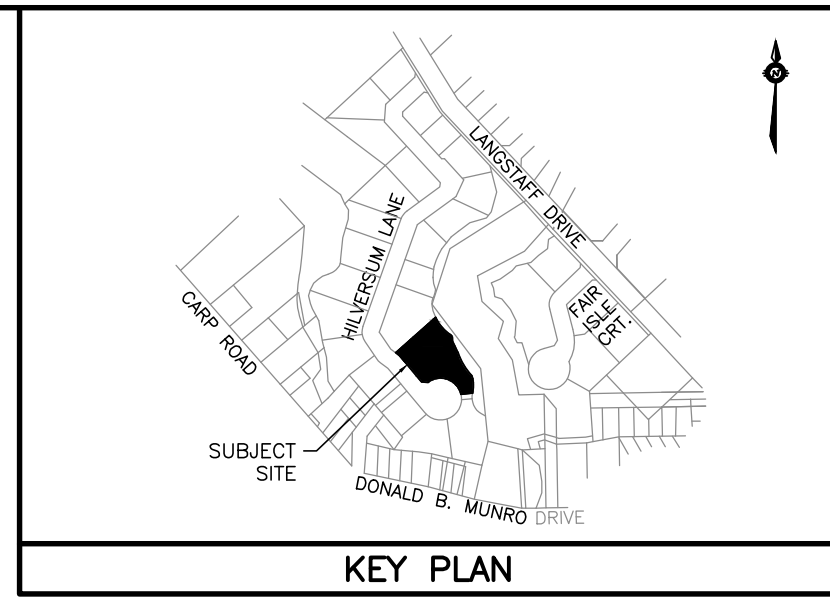 N
LANGSTAFF DRIVE
HILVERSUM LANE
FAIR
ISLE
CRT.
CARP ROAD
SUBJECT
SITE
DONALD B. MUNRO DRIVE
KEY PLAN